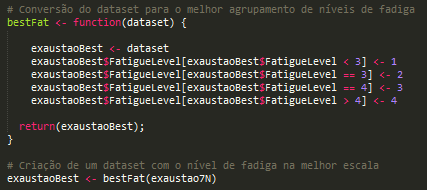 # Conversão do dataset para o melhor agrupamento de níveis de fadiga
bestFat <- function(dataset) {
exaustaoBest <- dataset
exaustaoBest$FatigueLevel[exaustaoBest$FatigueLevel < 3] <- 1
exaustaoBest$FatigueLevel[exaustaoBest$FatigueLevel == 3] <- 2
exaustaoBest$FatigueLevel[exaustaoBest$FatigueLevel == 4] <- 3
exaustaoBest$FatigueLevel[exaustaoBest$FatigueLevel > 4] <- 4
return(exaustaoBest);
}
# Criação de um dataset com o nível de fadiga na melhor escala
exaustaoBest <- bestFat(exaustao7N)